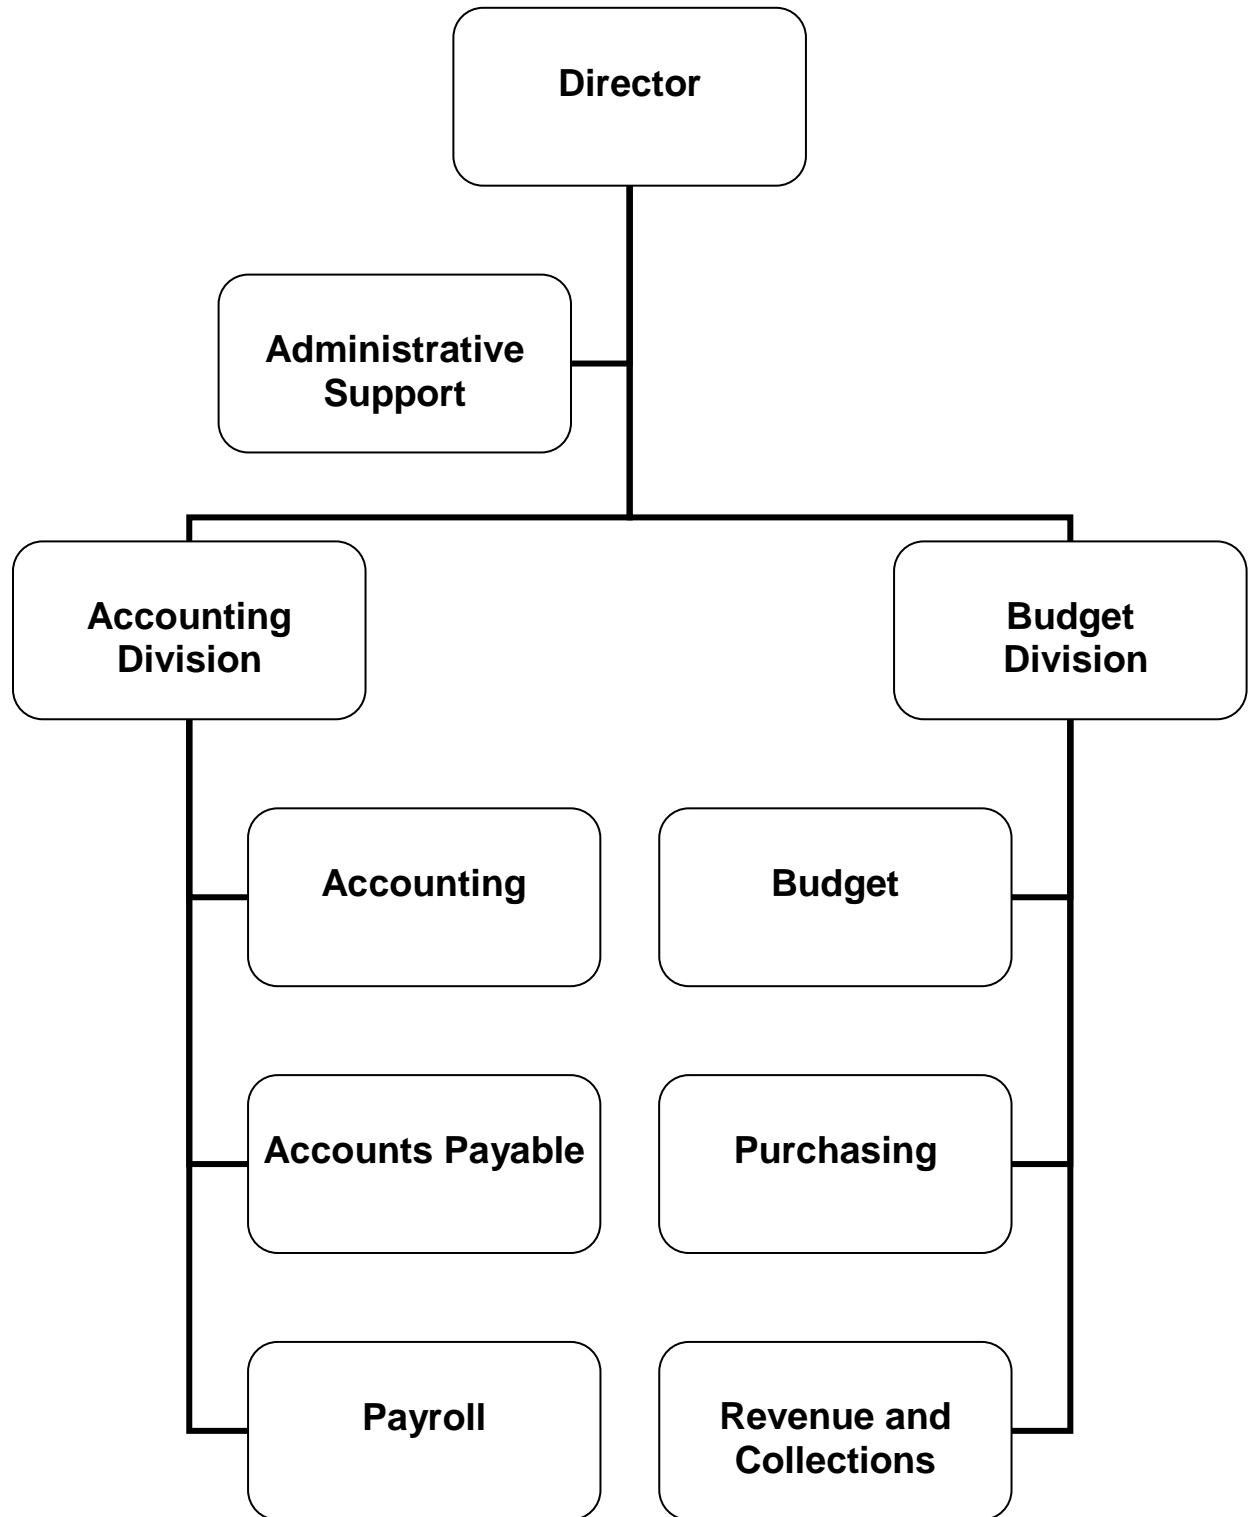 Director
Administrative
Support
Accounting
Division
Budget
Division
Accounting
Budget
Accounts Payable
Purchasing
Payroll
Revenue and
Collections